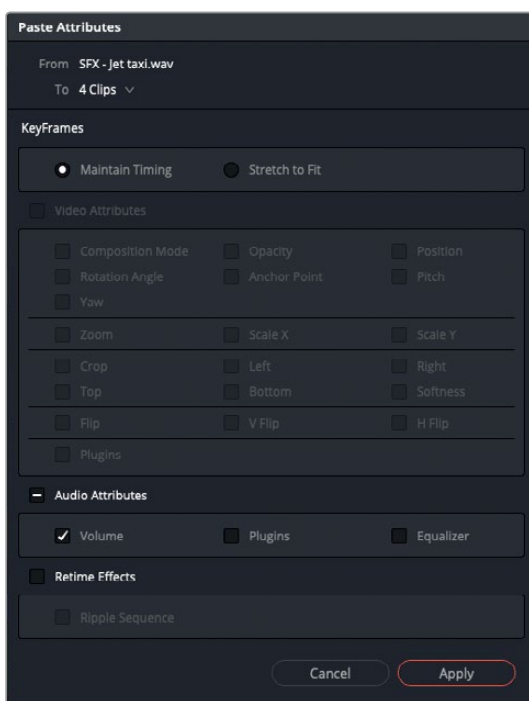 Paste Attributes
From SFX - Jet taxi.wav
To 4 Clips
KeyFrames
Maintain Timing Stretch to Fit
Video Attributes
Composition Mode Opacity Position
Rotation Angle Anchor Point Pitch
Yaw
Zoom Scale X Scale Y
Crop Left Right
Top Bottom Softness
Flip V Flip H Flip
Plugins
Audio Attributes
Volume Plugins Equalizer
Retime Effects
Ripple Sequence
Cancel Apply